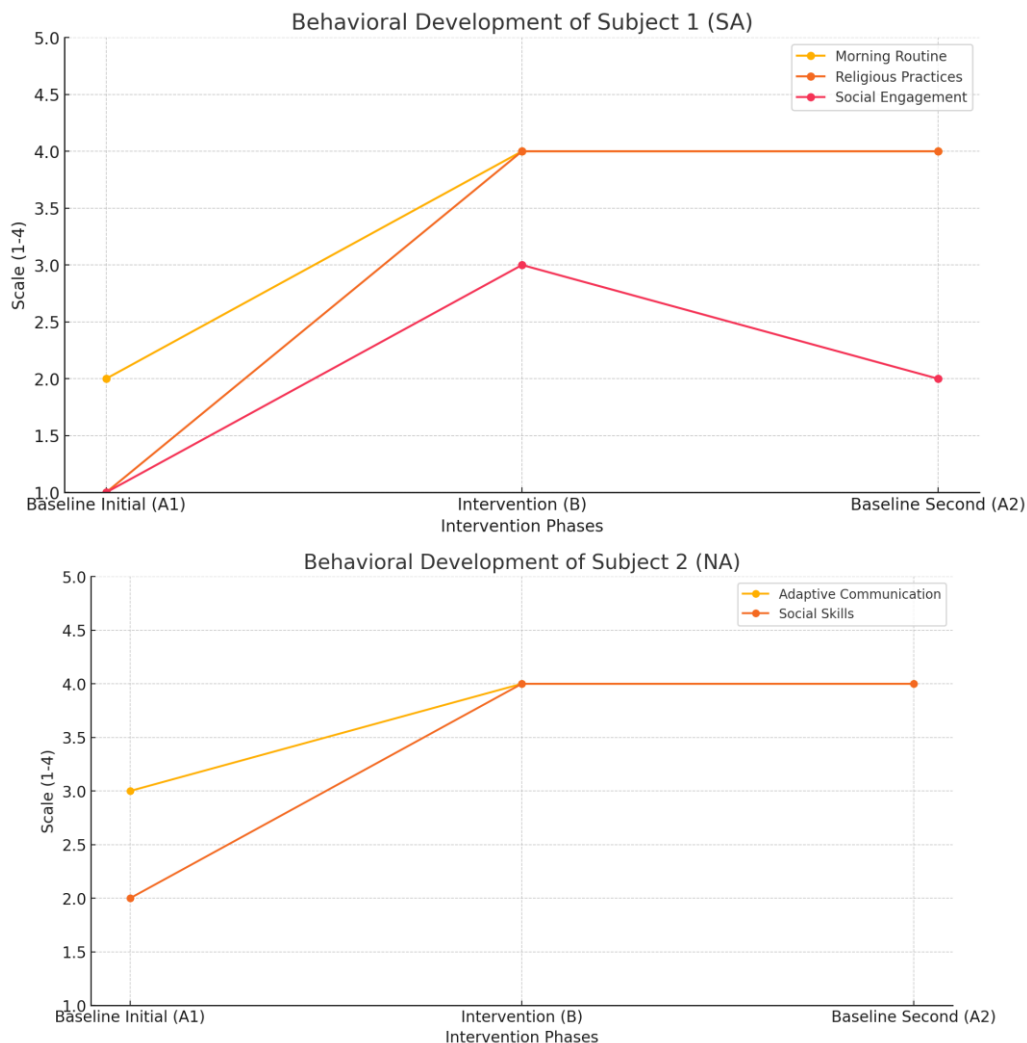 Behavioral Development of Subject 1 (SA)
5.0
4.5
4.0
3.5
3.0
2.5
2.0
1.5
1.0
Scale (1-4)
Morning Routine
Religious Practices
Social Engagement
Baseline Initial (A1)
Intervention (B)
Baseline Second (A2)
Intervention Phases
Behavioral Development of Subject 2 (NA)
5.0
4.5
4.0
3.5
3.0
2.5
2.0
1.5
1.0
Scale (1-4)
Adaptive Communication
Social Skills
Baseline Initial (A1)
Intervention (B)
Baseline Second (A2)
Intervention Phases